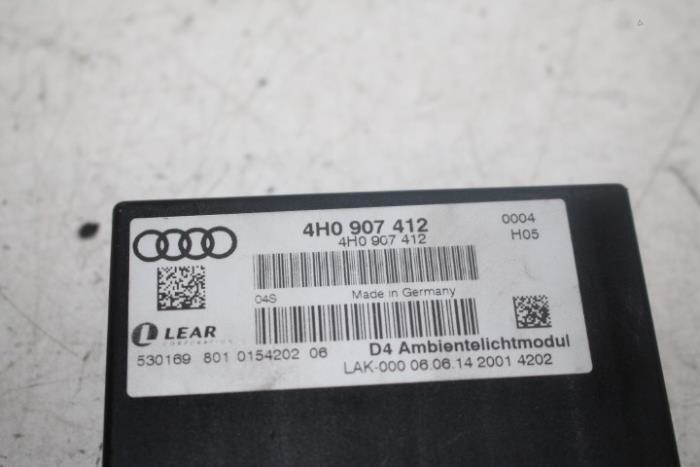 4H0 907 412
4H0 907 412
0004
H05
04S
Made in Germany
LEAR
CORPORATION
530169 801 0154202 06
D4 Ambientelichtmodul
LAK-000 06.06.14 2001 4202